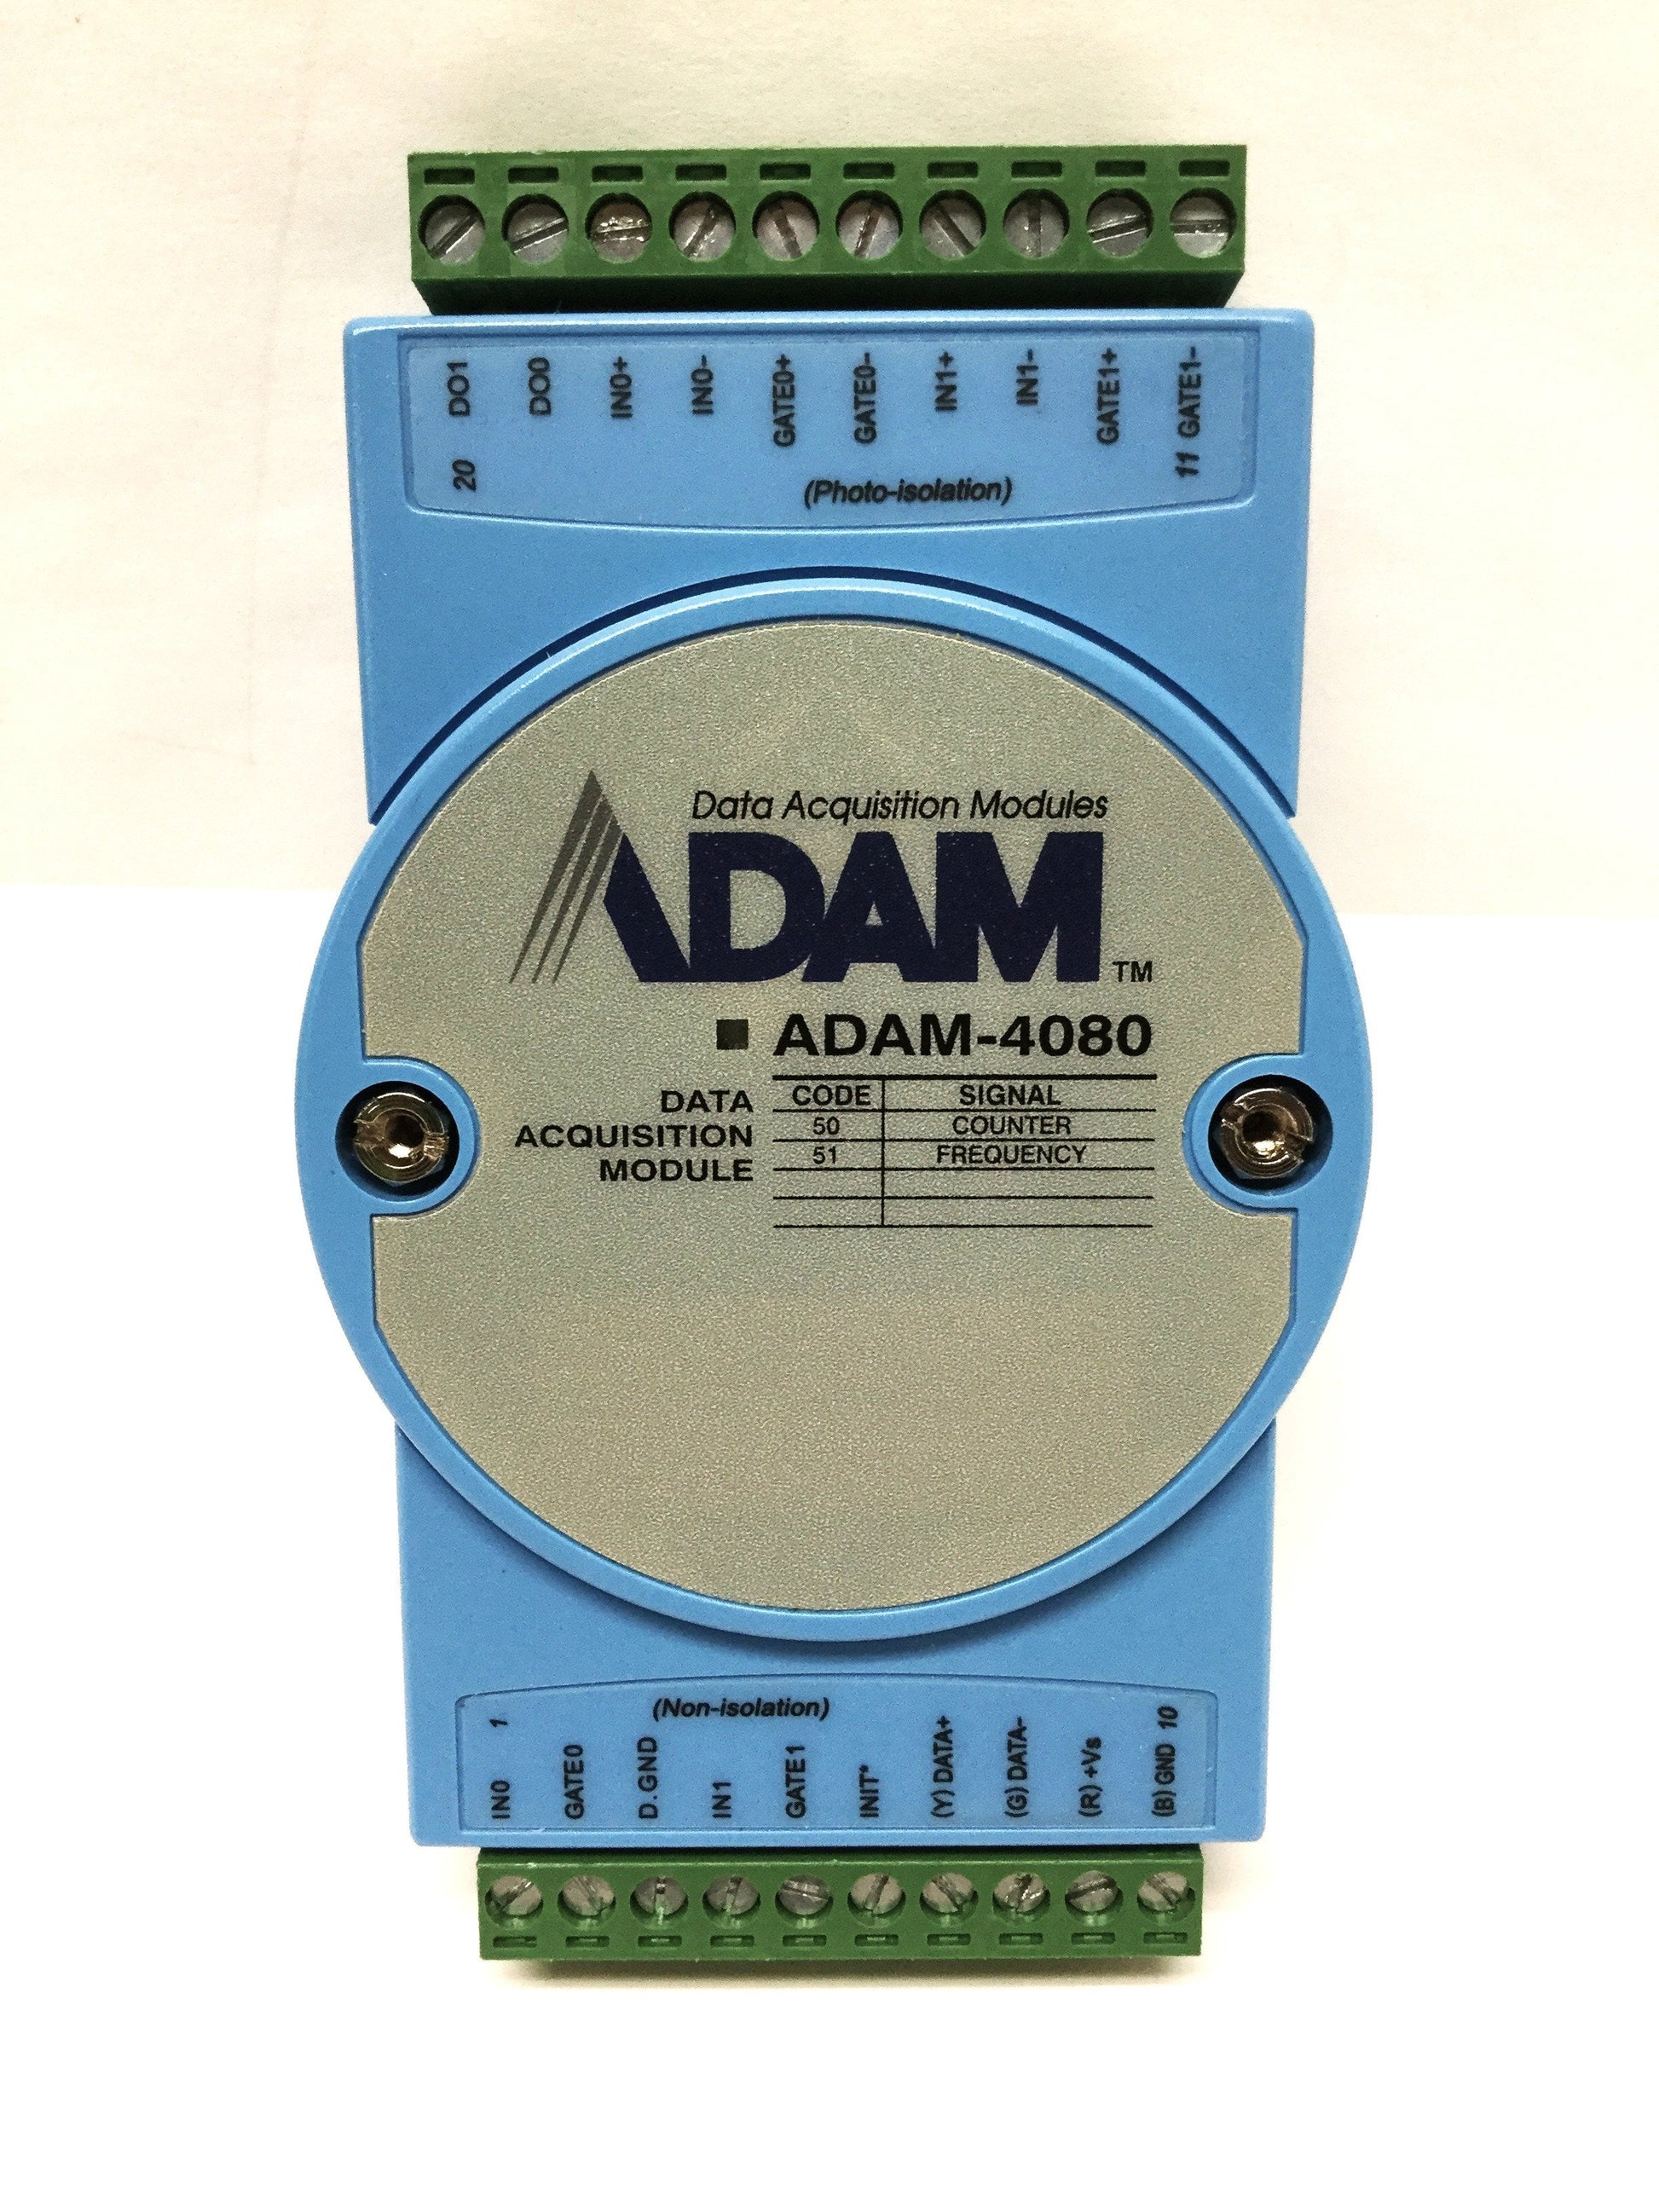 DO1 DO0 IN0+ IN0- GATE0+ GATE0- IN1+ IN1- GATE1+ GATE1-
20 (Photo-isolation) 11
Data Acquisition Modules
ADAM TM
ADAM-4080
DATA ACQUISITION MODULE
CODE SIGNAL
50 COUNTER
51 FREQUENCY
1 (Non-isolation) 10
IN0 GATE0 D.GND IN1 GATE1 INIT* (Y) DATA+ (G) DATA- (R) +Vs (B) GND